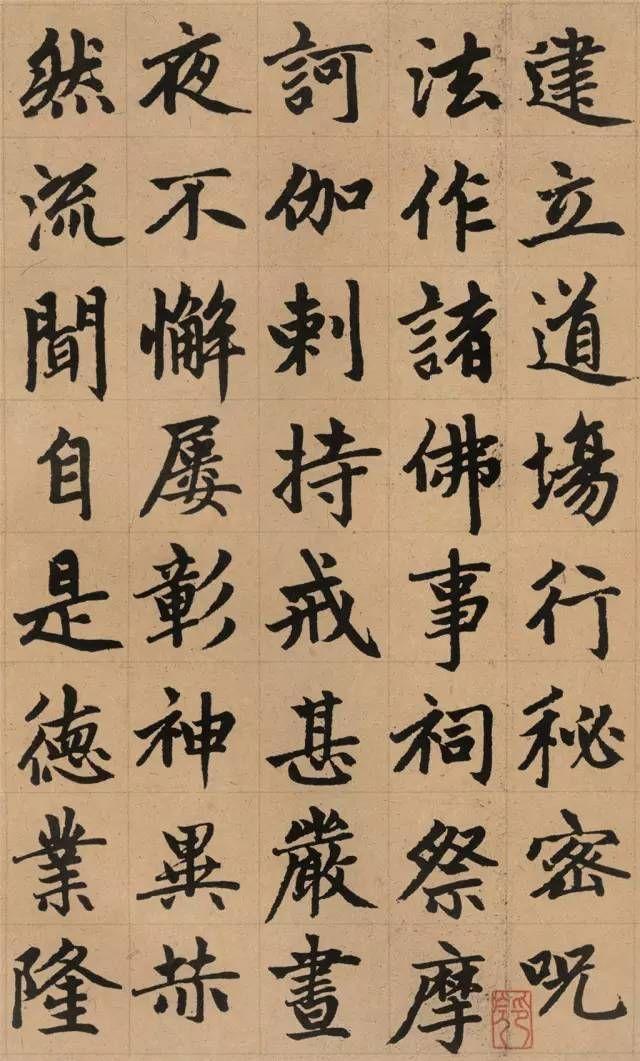 建立道場行秘密呪
法作諸佛事祠祭摩
訶伽剌持戒甚嚴晝
夜不懈屢彰神異赫
然流聞自是德業隆